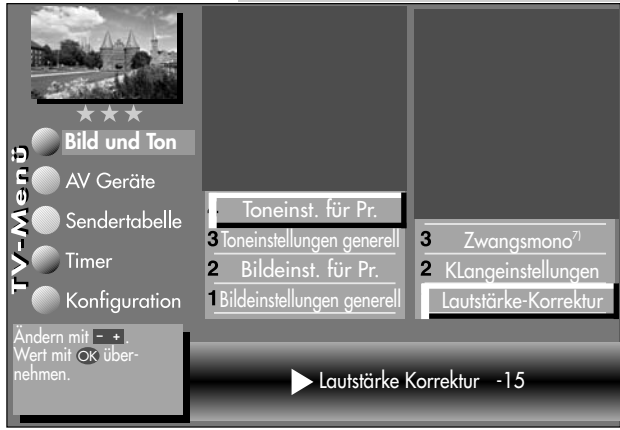 TV-Menü
Bild und Ton
AV Geräte
Sendertabelle
Timer
Konfiguration
Ändern mit - + .
Wert mit OK über-
nehmen.
Toneinst. für Pr.
3 Toneinstellungen generell
2 Bildeinst. für Pr.
1 Bildeinstellungen generell
3 Zwangsmono7)
2 KLangeinstellungen
Lautstärke-Korrektur
Lautstärke Korrektur -15